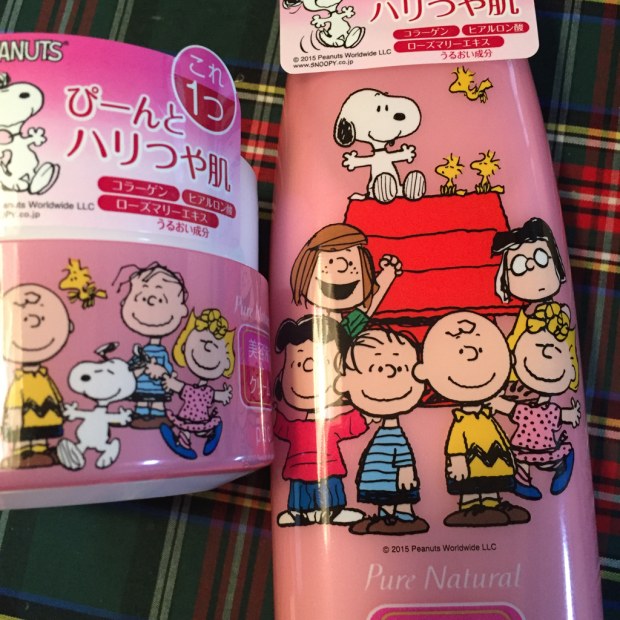 PEANUTS
これ
1つ
ぴーんと
ハリつや肌
コラーゲン
ヒアルロン酸
ローズマリーエキス
うるおい成分
Peanuts Worldwide LLC
Pure
ハリつや肌
コラーゲン
ヒアルロン酸
ローズマリーエキス
うるおい成分
© 2015 Peanuts Worldwide LLC
www.SNOOPY.co.jp
© 2015 Peanuts Worldwide LLC
Pure Natural